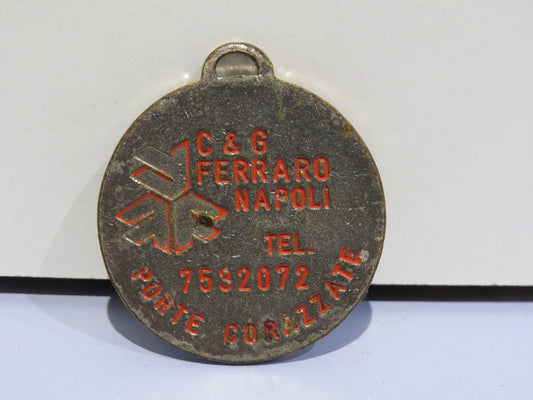 C & G
FERRARO
NAPOLI
TEL.
7532072
PORTE CORAZZATE